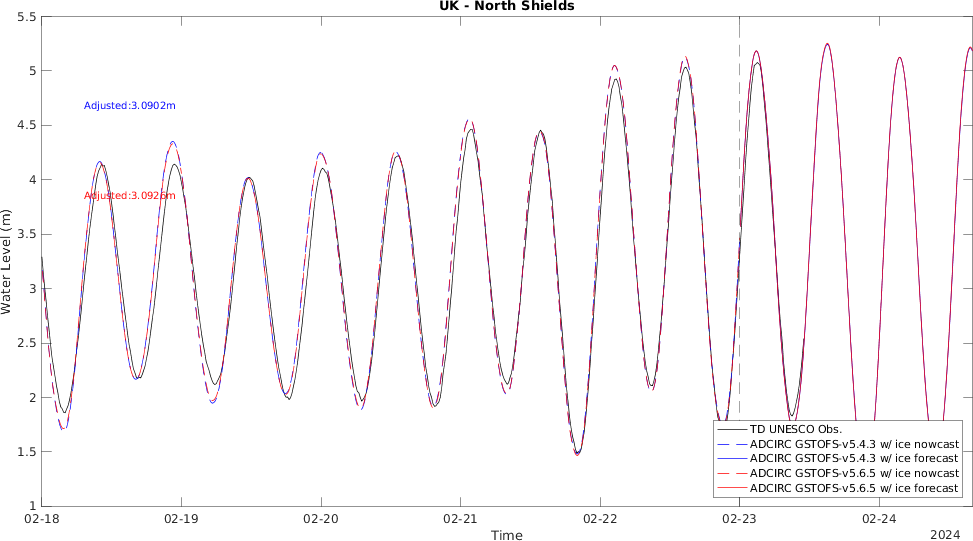 UK - North Shields
5.5
5
4.5
4
3.5
3
2.5
2
1.5
1
Water Level (m)
Adjusted:3.0902m
Adjusted:3.0926m
TD UNESCO Obs.
ADCIRC GSTOFS-v5.4.3 w/ ice nowcast
ADCIRC GSTOFS-v5.4.3 w/ ice forecast
ADCIRC GSTOFS-v5.6.5 w/ ice nowcast
ADCIRC GSTOFS-v5.6.5 w/ ice forecast
02-18 02-19 02-20 02-21 02-22 02-23 02-24
Time
2024